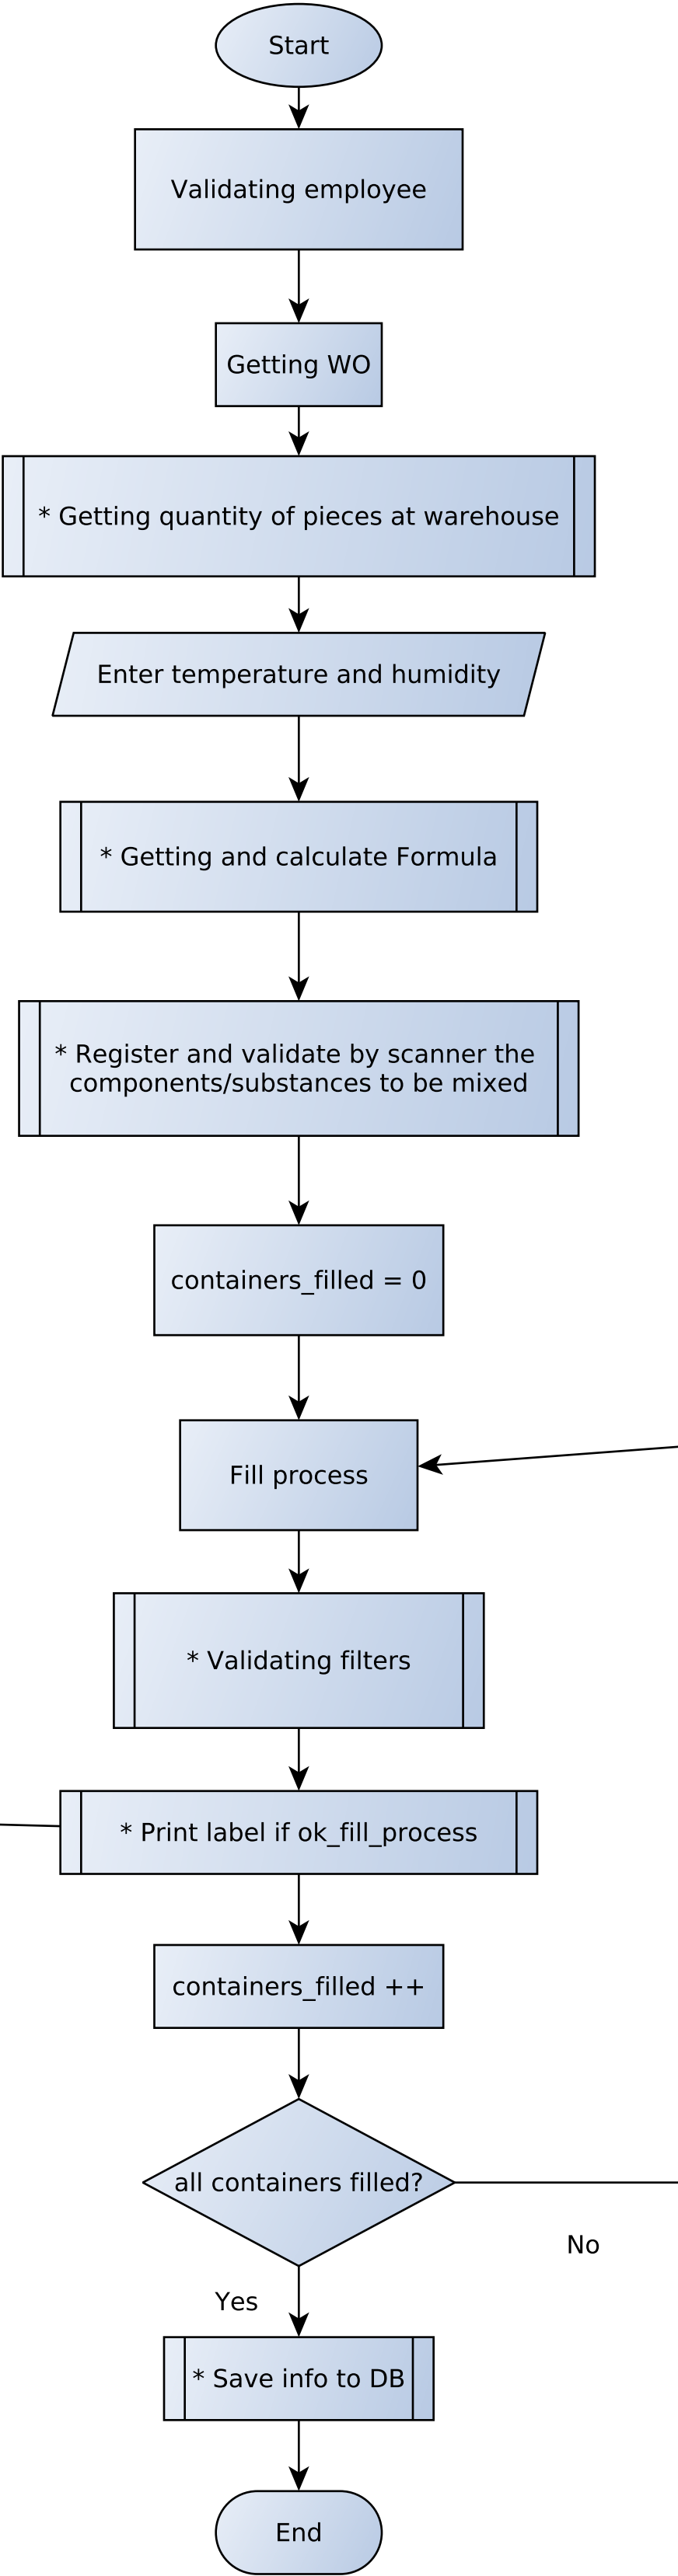 Start
Validating employee
Getting WO
* Getting quantity of pieces at warehouse
Enter temperature and humidity
* Getting and calculate Formula
* Register and validate by scanner the
components/substances to be mixed
containers_filled = 0
Fill process
* Validating filters
* Print label if ok_fill_process
containers_filled ++
all containers filled?
No
Yes
* Save info to DB
End